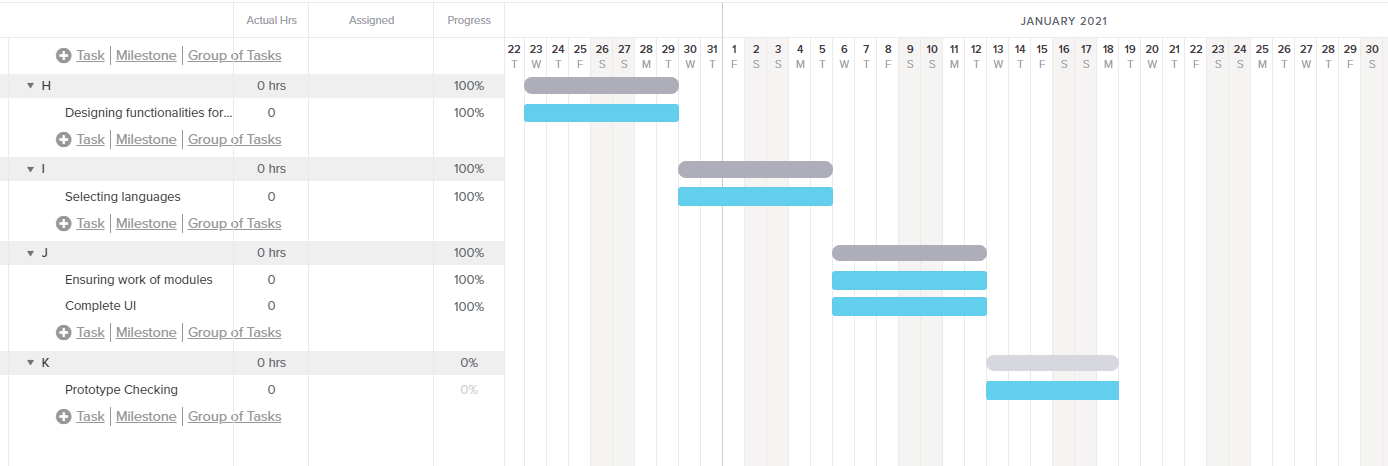 Actual Hrs Assigned Progress JANUARY 2021
22 23 24 25 26 27 28 29 30 31 1 2 3 4 5 6 7 8 9 10 11 12 13 14 15 16 17 18 19 20 21 22 23 24 25 26 27 28 29 30
Task Milestone Group of Tasks T W T F S S M T W T F S S M T W T F S S M T W T F S S M T W T F S S M T W T F S
H 0 hrs 100%
Designing functionalities for... 0 100%
Task Milestone Group of Tasks
I 0 hrs 100%
Selecting languages 0 100%
Task Milestone Group of Tasks
J 0 hrs 100%
Ensuring work of modules 0 100%
Complete UI 0 100%
Task Milestone Group of Tasks
K 0 hrs 0%
Prototype Checking 0 0%
Task Milestone Group of Tasks